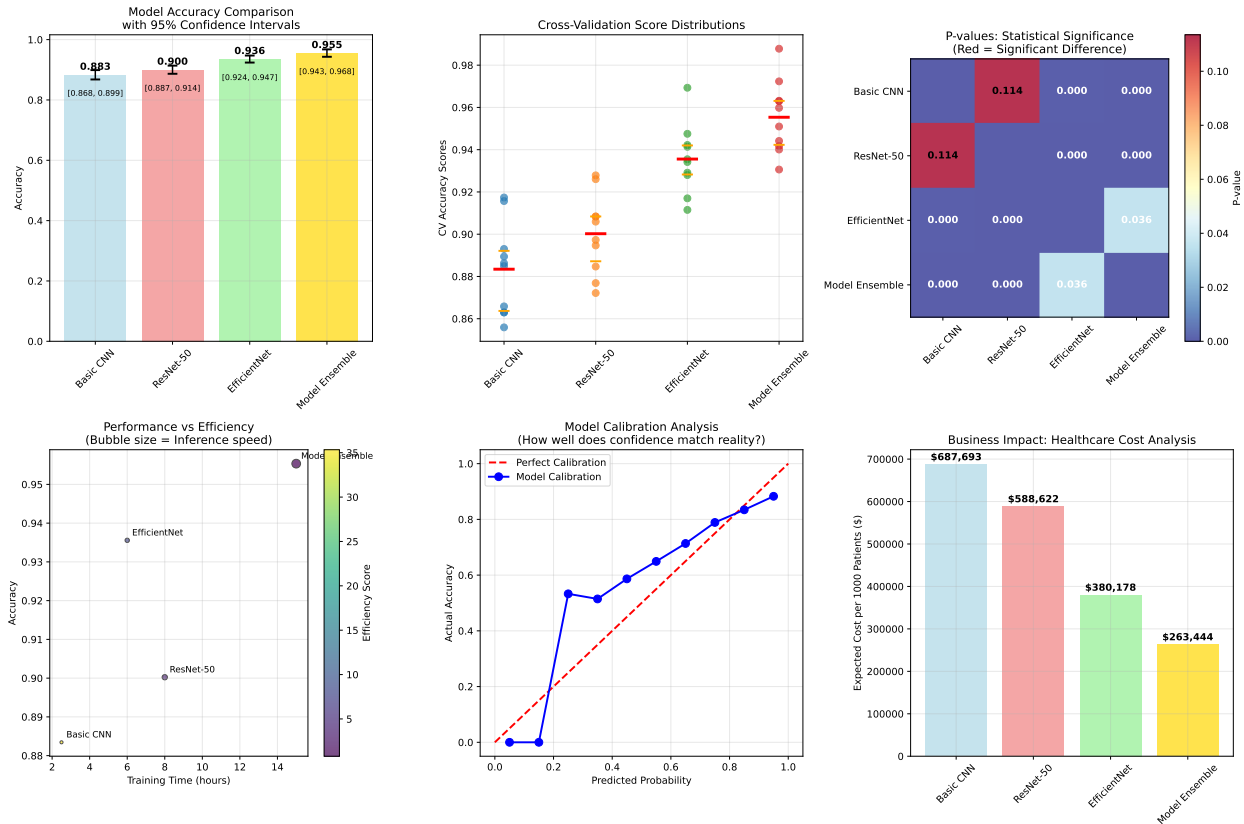 Model Accuracy Comparison
with 95% Confidence Intervals
1.0
0.8
0.6
0.4
0.2
0.0
Accuracy
0.883
0.900
0.936
0.955
[0.868, 0.899]
[0.887, 0.914]
[0.924, 0.947]
[0.943, 0.968]
Basic CNN
ResNet-50
EfficientNet
Model Ensemble
Cross-Validation Score Distributions
0.98
0.96
0.94
0.92
0.90
0.88
0.86
CV Accuracy Scores
Basic CNN
ResNet-50
EfficientNet
Model Ensemble
P-values: Statistical Significance
(Red = Significant Difference)
Basic CNN
0.114
0.000
0.000
ResNet-50
0.114
0.000
0.000
EfficientNet
0.000
0.000
0.036
Model Ensemble
0.000
0.000
0.036
Basic CNN
ResNet-50
EfficientNet
Model Ensemble
0.10
0.08
0.06
0.04
0.02
0.00
P-value
Performance vs Efficiency
(Bubble size = Inference speed)
0.95
0.94
0.93
0.92
0.91
0.90
0.89
0.88
Accuracy
EfficientNet
ResNet-50
Basic CNN
2
4
6
8
10
12
14
Training Time (hours)
35
30
25
20
15
10
5
Efficiency Score
Model Calibration Analysis
(How well does confidence match reality?)
Perfect Calibration
Model Calibration
1.0
0.8
0.6
0.4
0.2
0.0
Actual Accuracy
0.0
0.2
0.4
0.6
0.8
1.0
Predicted Probability
Business Impact: Healthcare Cost Analysis
700000
600000
500000
400000
300000
200000
100000
0
Expected Cost per 1000 Patients ($)
$687,693
$588,622
$380,178
$263,444
Basic CNN
ResNet-50
EfficientNet
Model Ensemble